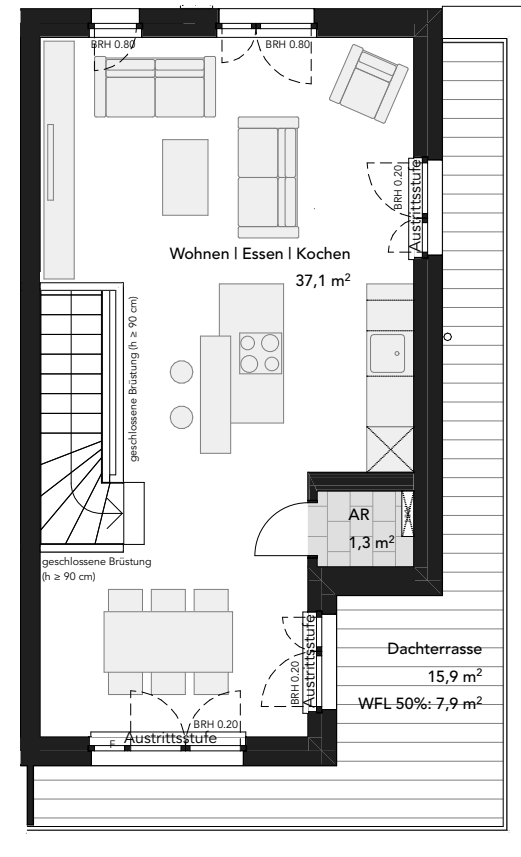 BRH 0.80
BRH 0.80
BRH 0.20
Austrittsstufe
Wohnen | Essen | Kochen
37,1 m²
geschlossene Brüstung (h ≥ 90 cm)
AR
1,3 m²
geschlossene Brüstung
(h ≥ 90 cm)
BRH 0.20
Austrittsstufe
Dachterrasse
15,9 m²
WFL 50%: 7,9 m²
BRH 0.20
F
Austrittsstufe